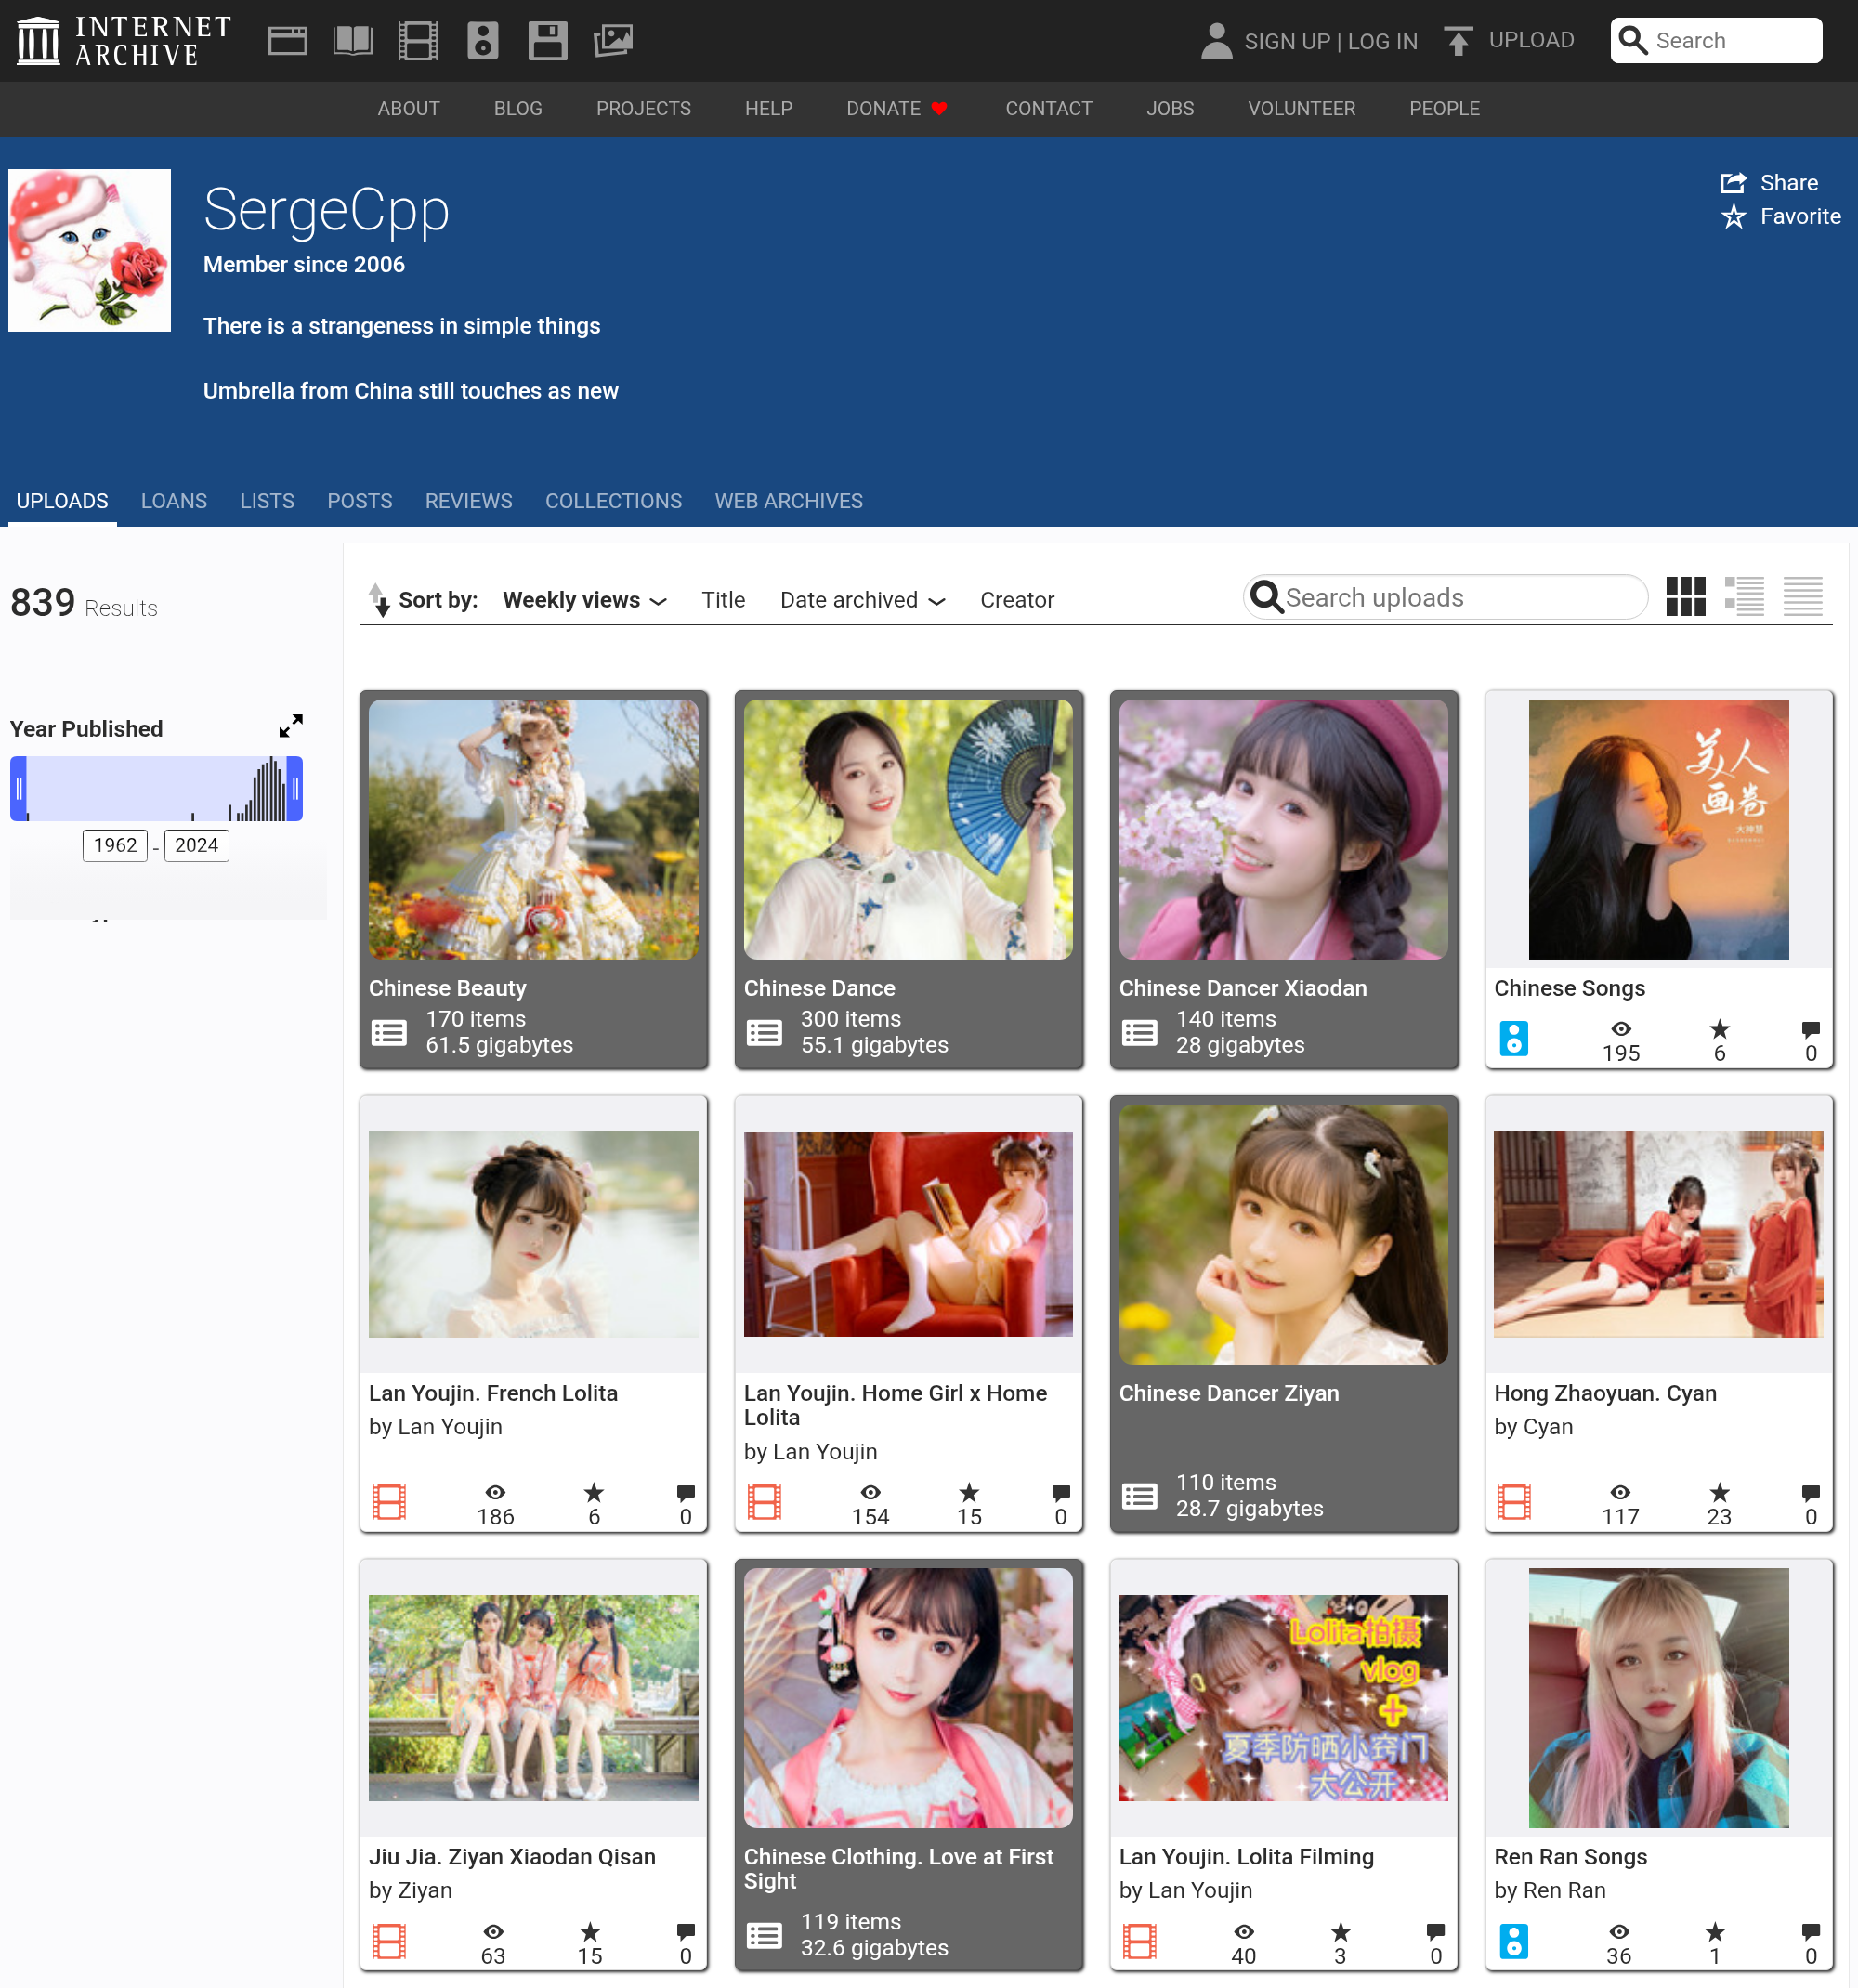 INTERNET
ARCHIVE
SIGN UP | LOG IN
UPLOAD
Search
ABOUT
BLOG
PROJECTS
HELP
DONATE
CONTACT
JOBS
VOLUNTEER
PEOPLE
SergeCpp
Member since 2006
There is a strangeness in simple things
Umbrella from China still touches as new
Share
Favorite
UPLOADS
LOANS
LISTS
POSTS
REVIEWS
COLLECTIONS
WEB ARCHIVES
839 Results
Year Published
1962 - 2024
Sort by:
Weekly views
Title
Date archived
Creator
Search uploads
Chinese Beauty
170 items
61.5 gigabytes
Chinese Dance
300 items
55.1 gigabytes
Chinese Dancer Xiaodan
140 items
28 gigabytes
美人
画卷
大神慧
Chinese Songs
195
6
0
Lan Youjin. French Lolita
by Lan Youjin
186
6
0
Lan Youjin. Home Girl x Home
Lolita
by Lan Youjin
154
15
0
Chinese Dancer Ziyan
110 items
28.7 gigabytes
Hong Zhaoyuan. Cyan
by Cyan
117
23
0
Jiu Jia. Ziyan Xiaodan Qisan
by Ziyan
63
15
0
Chinese Clothing. Love at First
Sight
119 items
32.6 gigabytes
Lolita拍摄
vlog
+
夏季防晒小窍门
大公开
Lan Youjin. Lolita Filming
by Lan Youjin
40
3
0
Ren Ran Songs
by Ren Ran
36
1
0